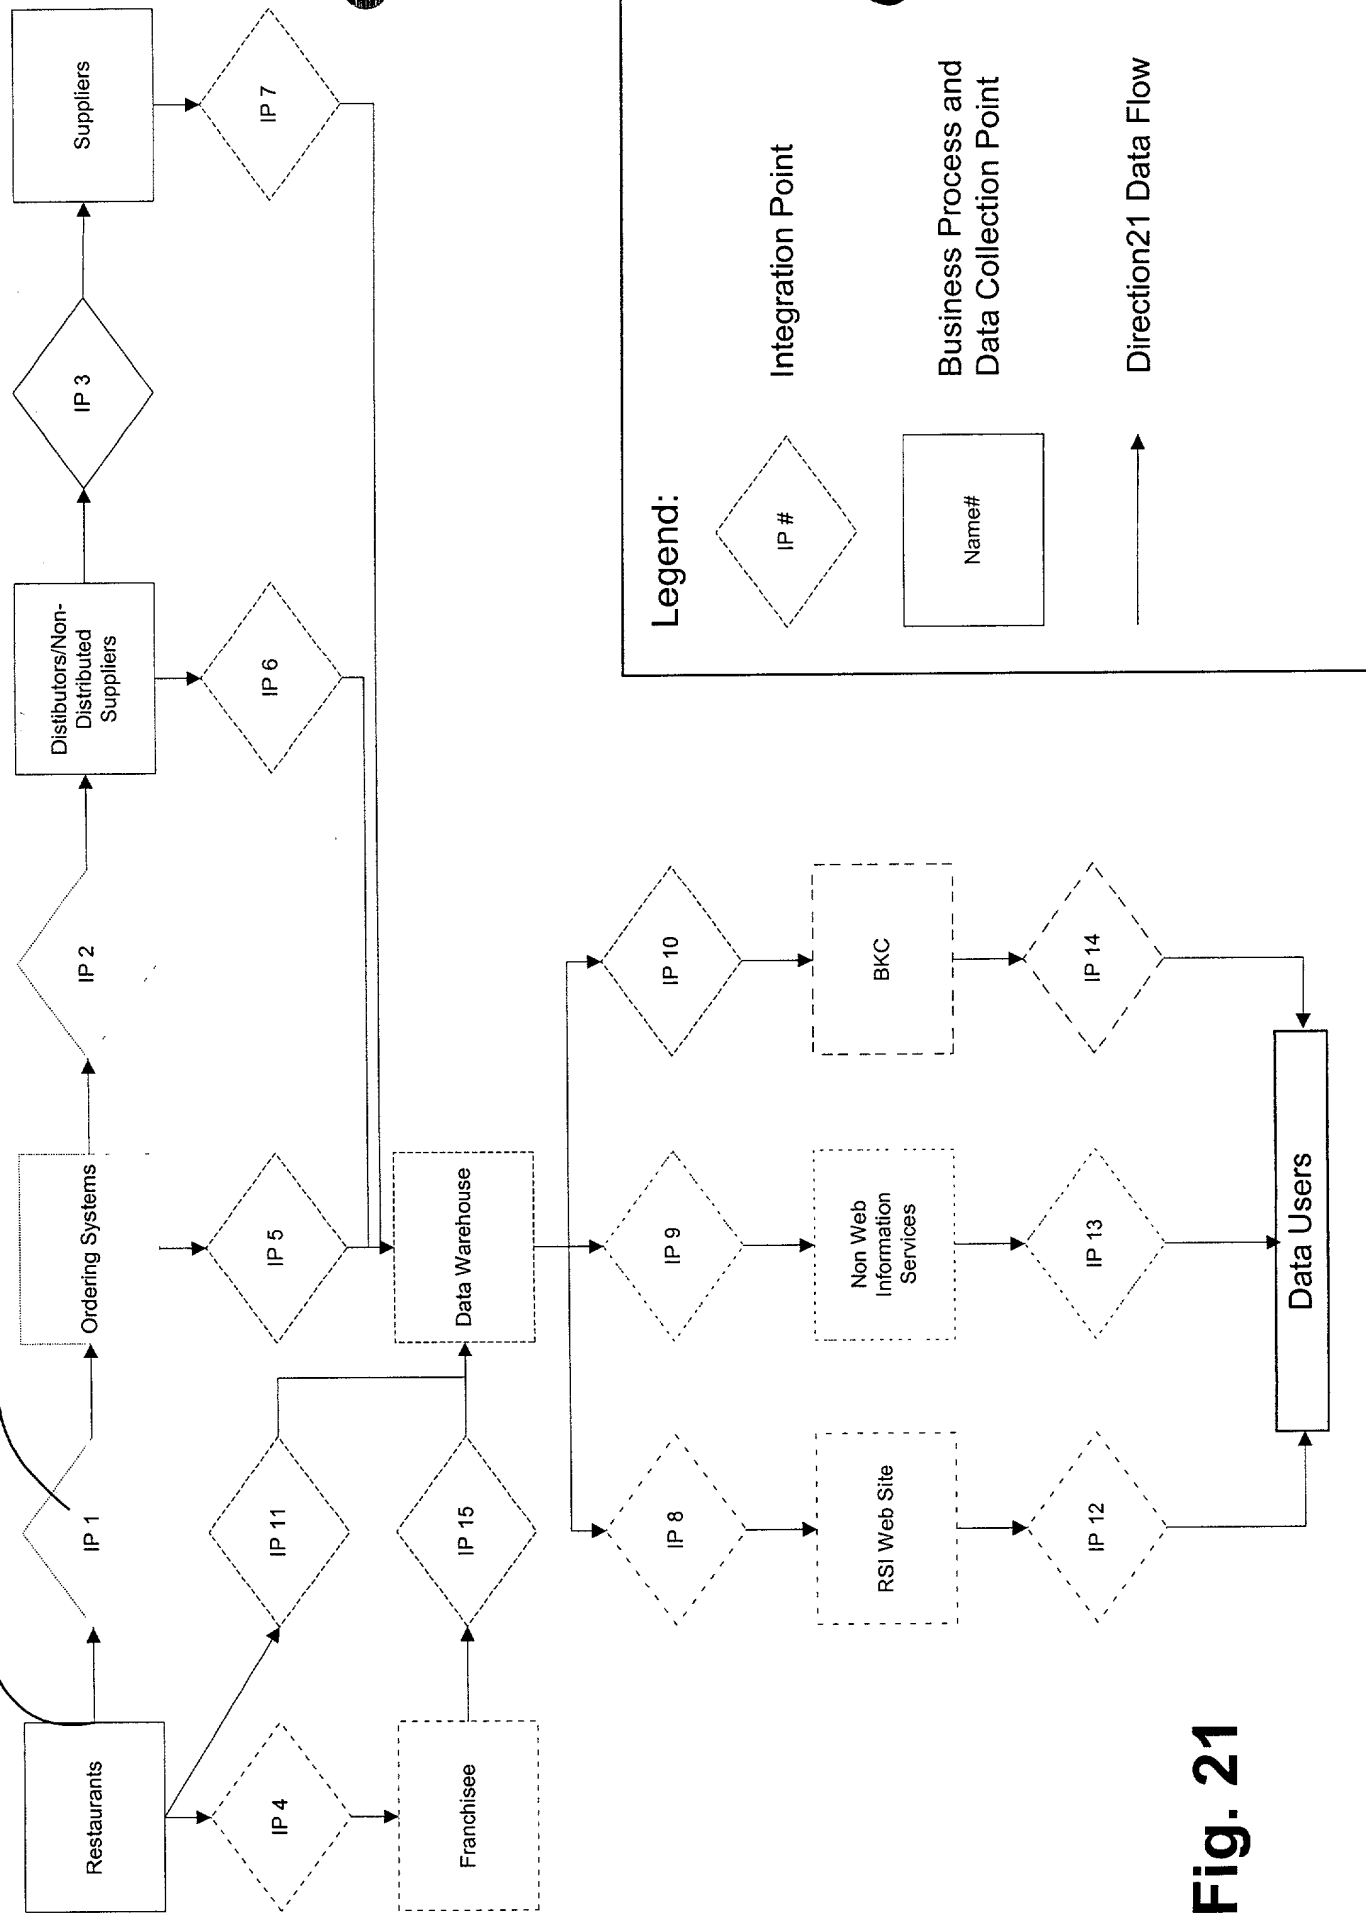 Restaurants
IP 1
Ordering Systems
IP 2
Distibutors/Non-
Distributed
Suppliers
IP 3
Suppliers
IP 4
IP 11
IP 5
IP 6
IP 7
Franchisee
IP 15
Data Warehouse
IP 8
IP 9
IP 10
RSI Web Site
Non Web
Information
Services
BKC
IP 12
IP 13
IP 14
Data Users
Legend:
IP #
Integration Point
Name#
Business Process and
Data Collection Point
Direction21 Data Flow
Fig. 21